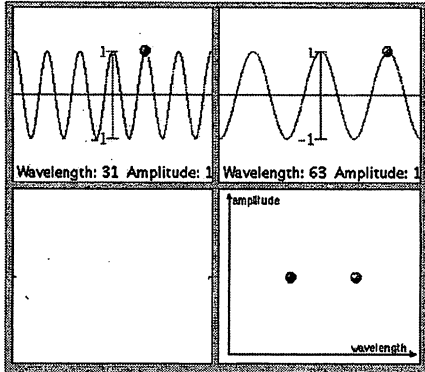 1
-1
Wavelength: 31 Amplitude: 1
1
-1
Wavelength: 63 Amplitude: 1
amplitude
wavelength